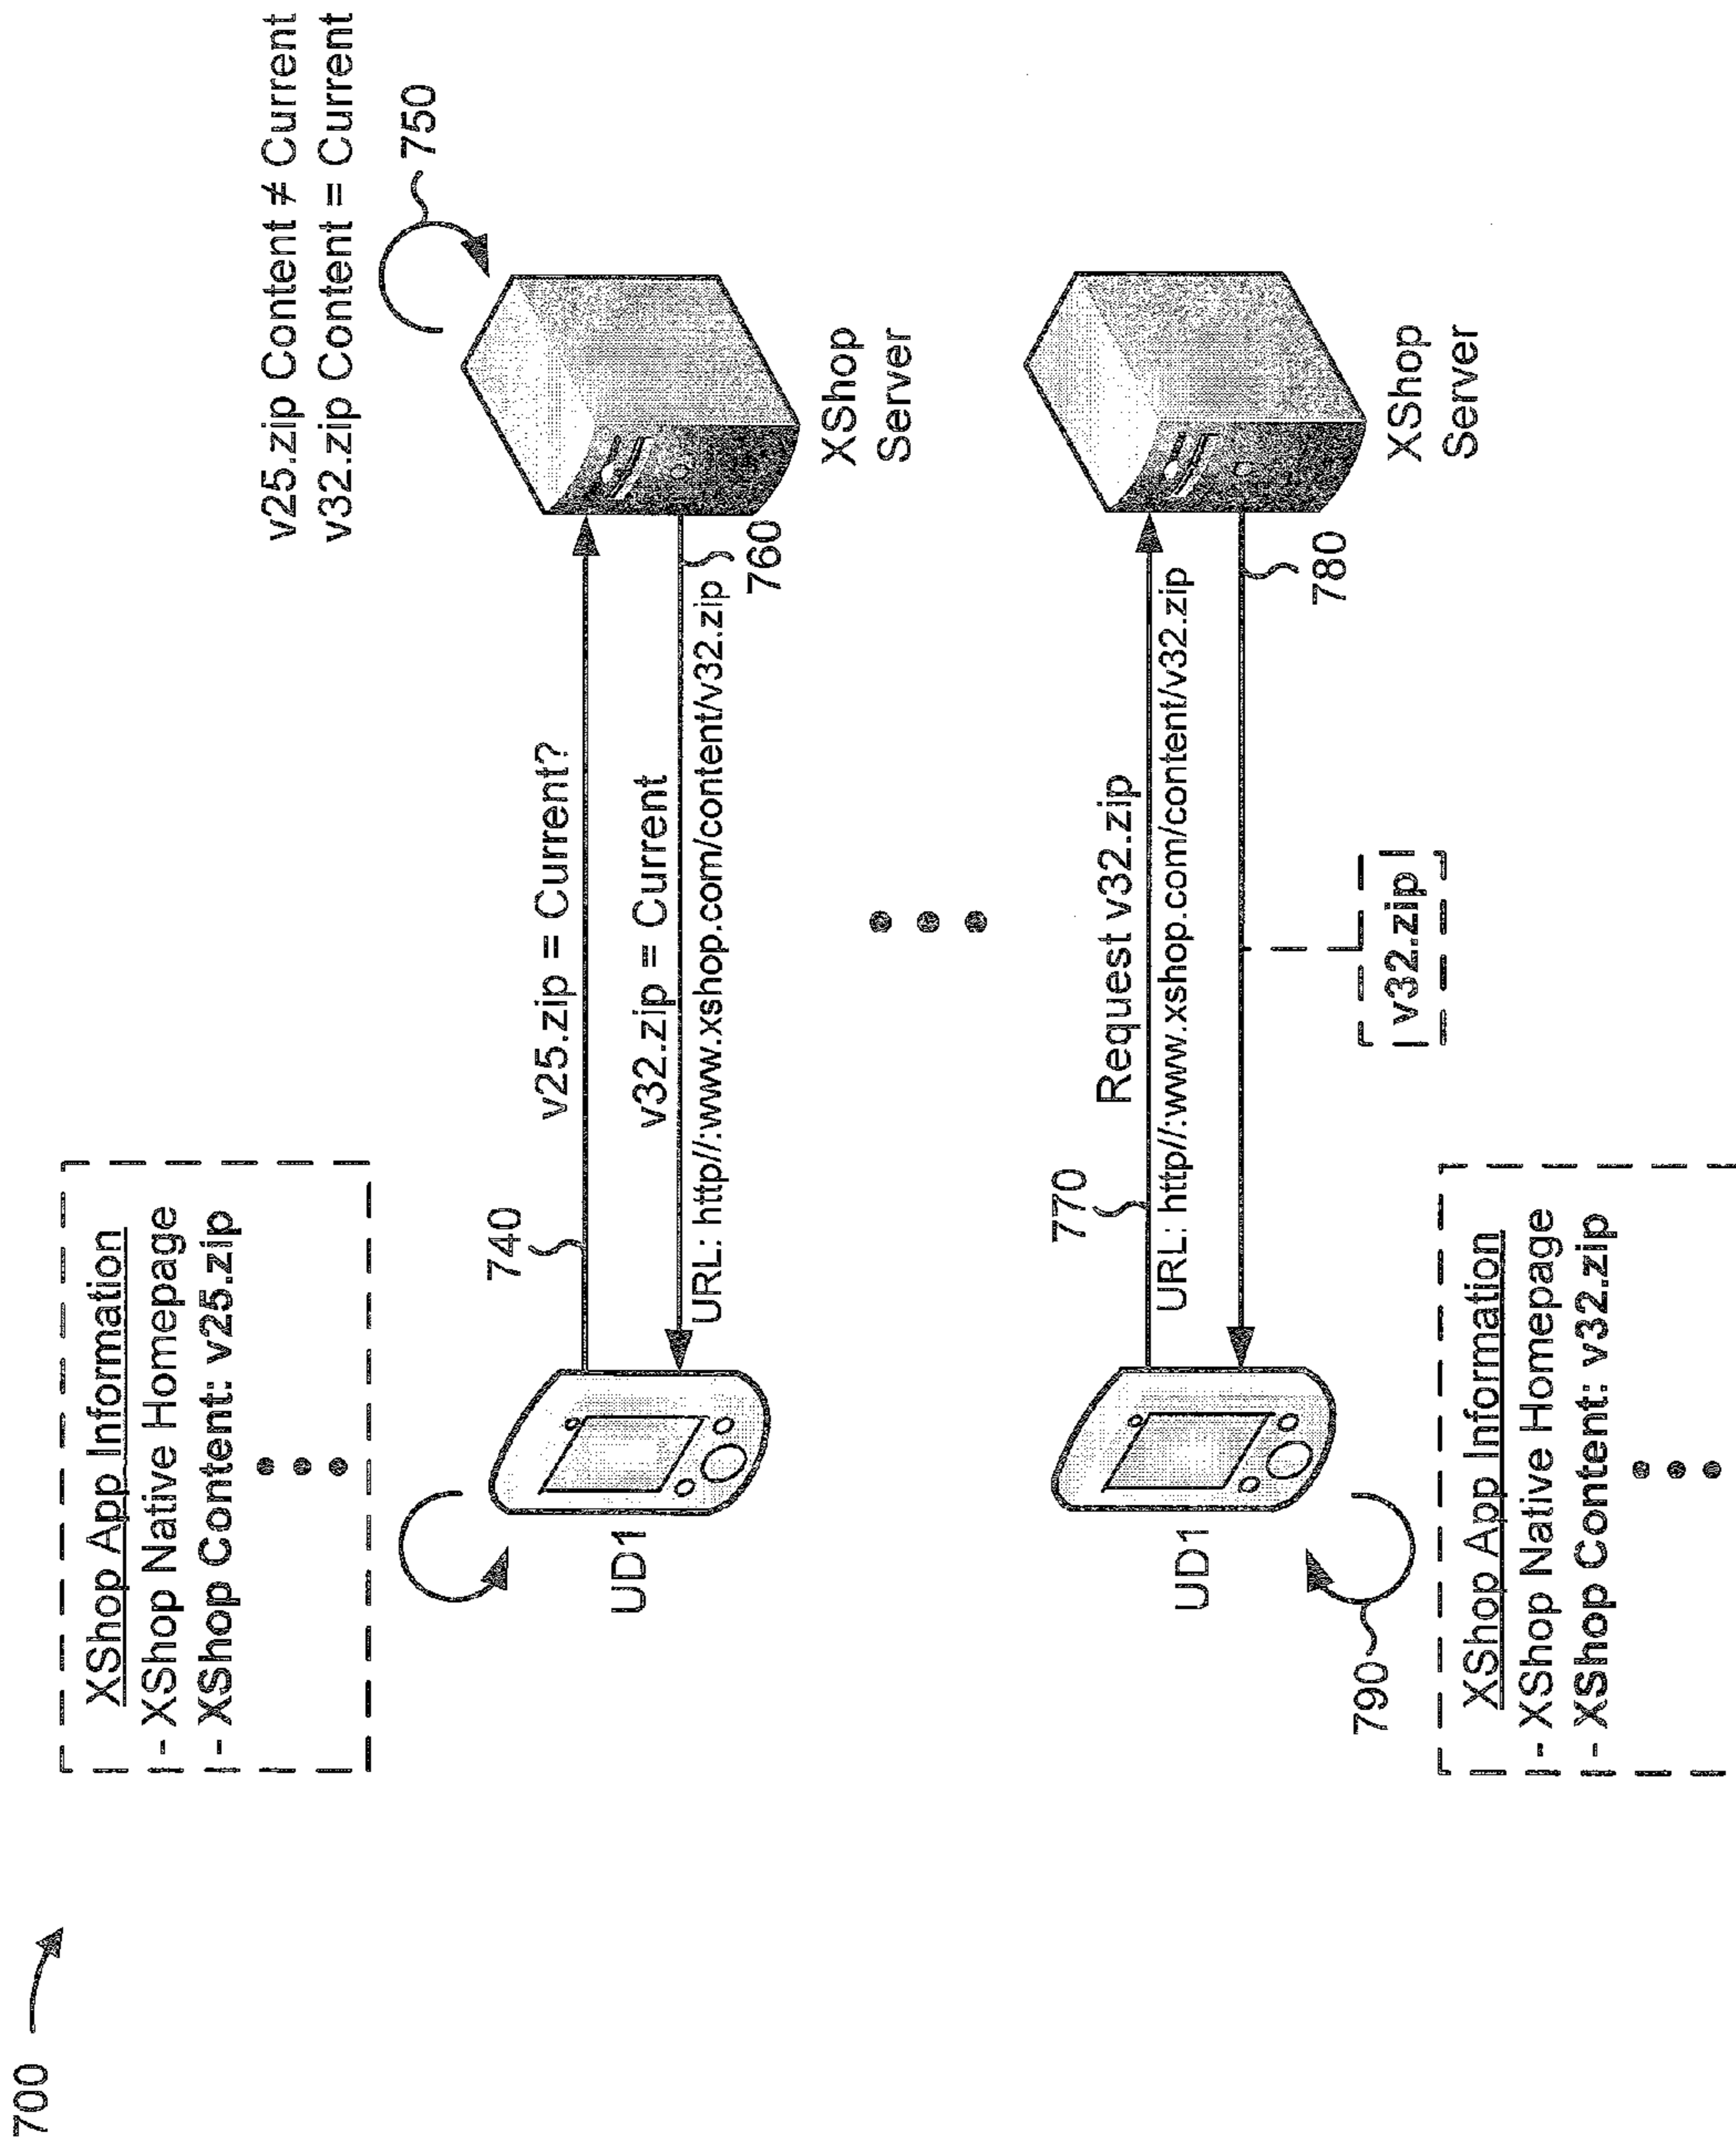 700
XShop App Information
- XShop Native Homepage
- XShop Content: v25.zip
v25.zip Content ≠ Current
v32.zip Content = Current
750
740
v25.zip = Current?
v32.zip = Current
760
URL: http//:www.xshop.com/content/v32.zip
UD1
XShop
Server
770
Request v32.zip
URL: http//:www.xshop.com/content/v32.zip
780
UD1
XShop
Server
v32.zip
790
XShop App Information
- XShop Native Homepage
- XShop Content: v32.zip